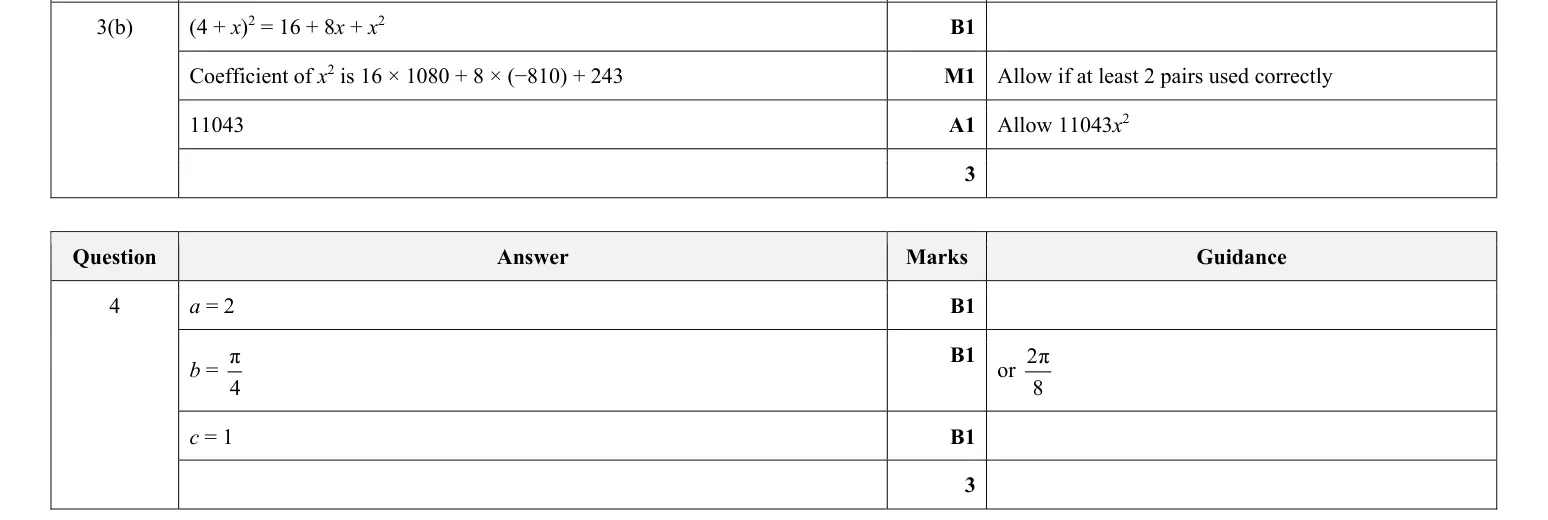 3(b) (4 + x)² = 16 + 8x + x² B1
Coefficient of x² is 16 × 1080 + 8 × (−810) + 243 M1 Allow if at least 2 pairs used correctly
11043 A1 Allow 11043x²
3
Question Answer Marks Guidance
4 a = 2 B1
b = π/4 B1 or 2π/8
c = 1 B1
3